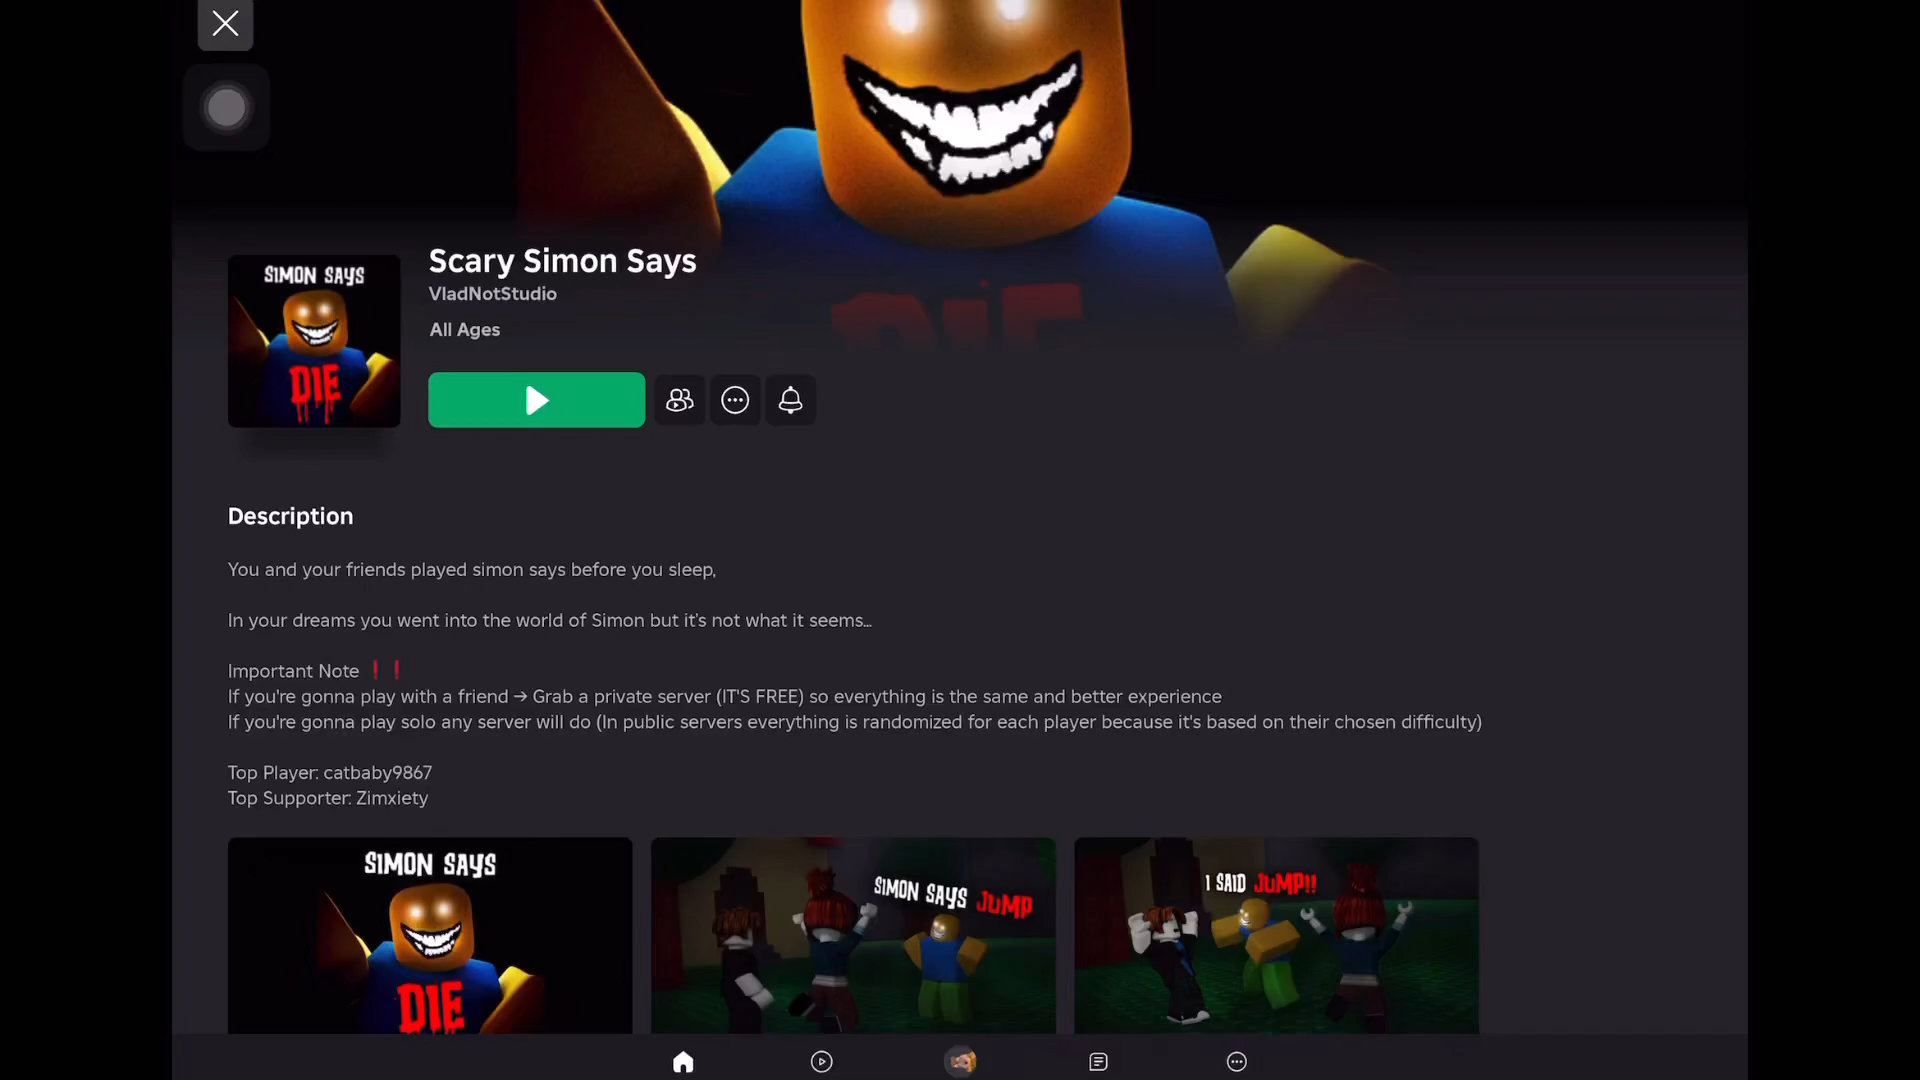 DIE
Scary Simon Says
VladNotStudio
All Ages
SIMON SAYS
DIE
Description
You and your friends played simon says before you sleep,
In your dreams you went into the world of Simon but it's not what it seems...
Important Note ❗❗
If you're gonna play with a friend → Grab a private server (IT'S FREE) so everything is the same and better experience
If you're gonna play solo any server will do (In public servers everything is randomized for each player because it's based on their chosen difficulty)
Top Player: catbaby9867
Top Supporter: Zimxiety
SIMON SAYS
DIE
SIMON SAYS JUMP
I SAID JUMP!!